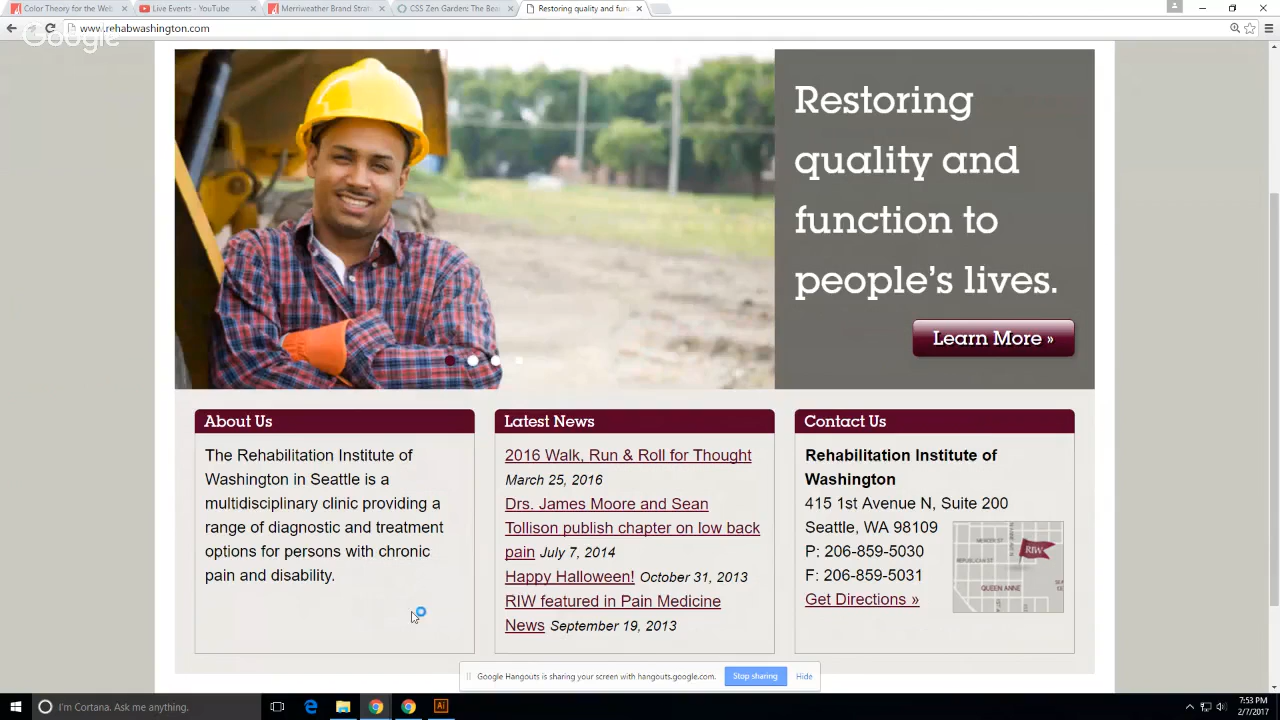 Color Theory for the Web
Live Events - YouTube
Merriweather Brand Strate
CSS Zen Garden: The Bea
Restoring quality and fun
www.rehabwashington.com
Google
Restoring
quality and
function to
people's lives.
Learn More »
About Us
The Rehabilitation Institute of
Washington in Seattle is a
multidisciplinary clinic providing a
range of diagnostic and treatment
options for persons with chronic
pain and disability.
Latest News
2016 Walk, Run & Roll for Thought
March 25, 2016
Drs. James Moore and Sean
Tollison publish chapter on low back
pain July 7, 2014
Happy Halloween! October 31, 2013
RIW featured in Pain Medicine
News September 19, 2013
Contact Us
Rehabilitation Institute of
Washington
415 1st Avenue N, Suite 200
Seattle, WA 98109
P: 206-859-5030
F: 206-859-5031
Get Directions »
RIW
QUEEN ANNE
Google Hangouts is sharing your screen with hangouts.google.com.
Stop sharing
Hide
I'm Cortana. Ask me anything.
Ai
7:53 PM
2/7/2017